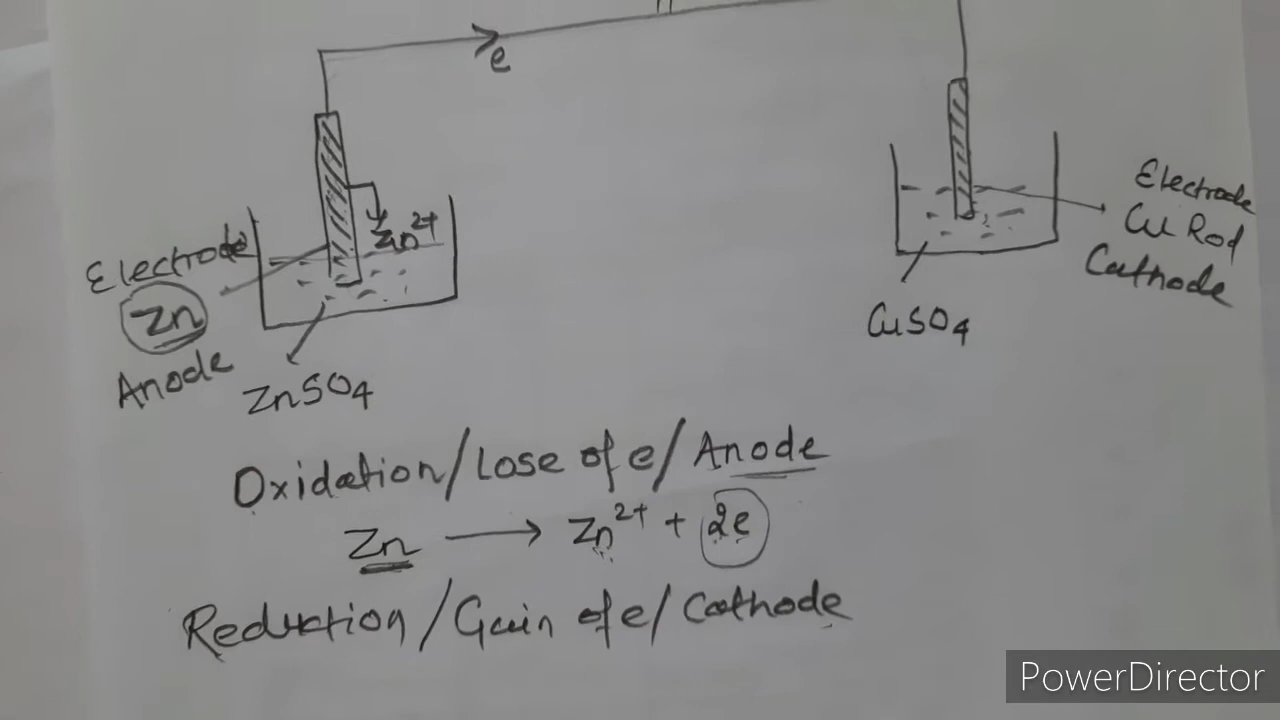 e
Zn2+
Electrode
Zn
Anode
ZnSO4
Electrode
Cu Rod
Cathode
CuSO4
Oxidation/Lose of e/Anode
Zn → Zn2+ + 2e
Reduction/Gain of e/Cathode
PowerDirector